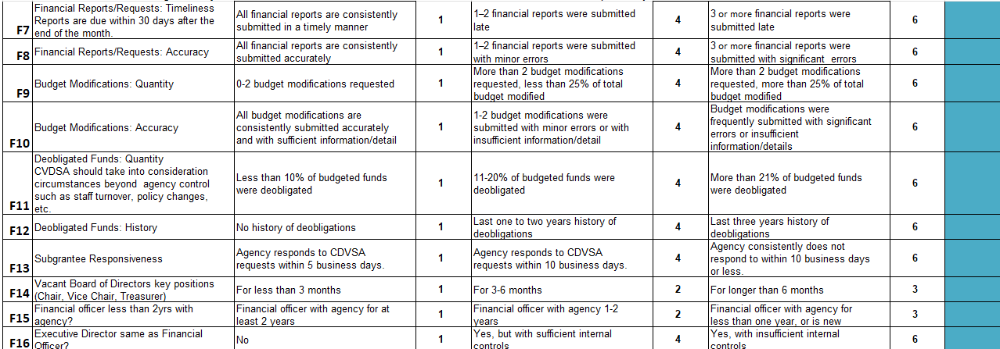 Financial Reports/Requests: Timeliness
Reports are due within 30 days after the
end of the month.
F7
All financial reports are consistently
submitted in a timely manner
1
1–2 financial reports were submitted
late
4
3 or more financial reports were
submitted late
6
F8
Financial Reports/Requests: Accuracy
All financial reports are consistently
submitted accurately
1
1–2 financial reports were submitted
with minor errors
4
3 or more financial reports were
submitted with significant  errors
6
F9
Budget Modifications: Quantity
0-2 budget modifications requested
1
More than 2 budget modifications
requested, less than 25% of total
budget modified
4
More than 2 budget modifications
requested, more than 25% of total
budget modified
6
F10
Budget Modifications: Accuracy
All budget modifications are
consistently submitted accurately
and with sufficient information/detail
1
1-2 budget modifications were
submitted with minor errors or with
insufficient information/detail
4
Budget modifications were
frequently submitted with significant
errors or insufficient
information/details
6
F11
Deobligated Funds: Quantity
CVDSA should take into consideration
circumstances beyond  agency control
such as staff turnover, policy changes,
etc.
Less than 10% of budgeted funds
were deobligated
1
11-20% of budgeted funds were
deobligated
4
More than 21% of budgeted funds
were deobligated
6
F12
Deobligated Funds: History
No history of deobligations
1
Last one to two years history of
deobligations
4
Last three years history of
deobligations
6
F13
Subgrantee Responsiveness
Agency responds to CDVSA
requests within 5 business days.
1
Agency responds to CDVSA
requests within 10 business days.
4
Agency consistently does not
respond to within 10 business days
or less.
6
F14
Vacant Board of Directors key positions
(Chair, Vice Chair, Treasurer)
For less than 3 months
1
For 3-6 months
2
For longer than 6 months
3
F15
Financial officer less than 2yrs with
agency?
Financial officer with agency for at
least 2 years
1
Financial officer with agency 1-2
years
2
Financial officer with agency for
less than one year, or is new
3
F16
Executive Director same as Financial
Officer?
No
1
Yes, but with sufficient internal
controls
4
Yes, with insufficient internal
controls
6